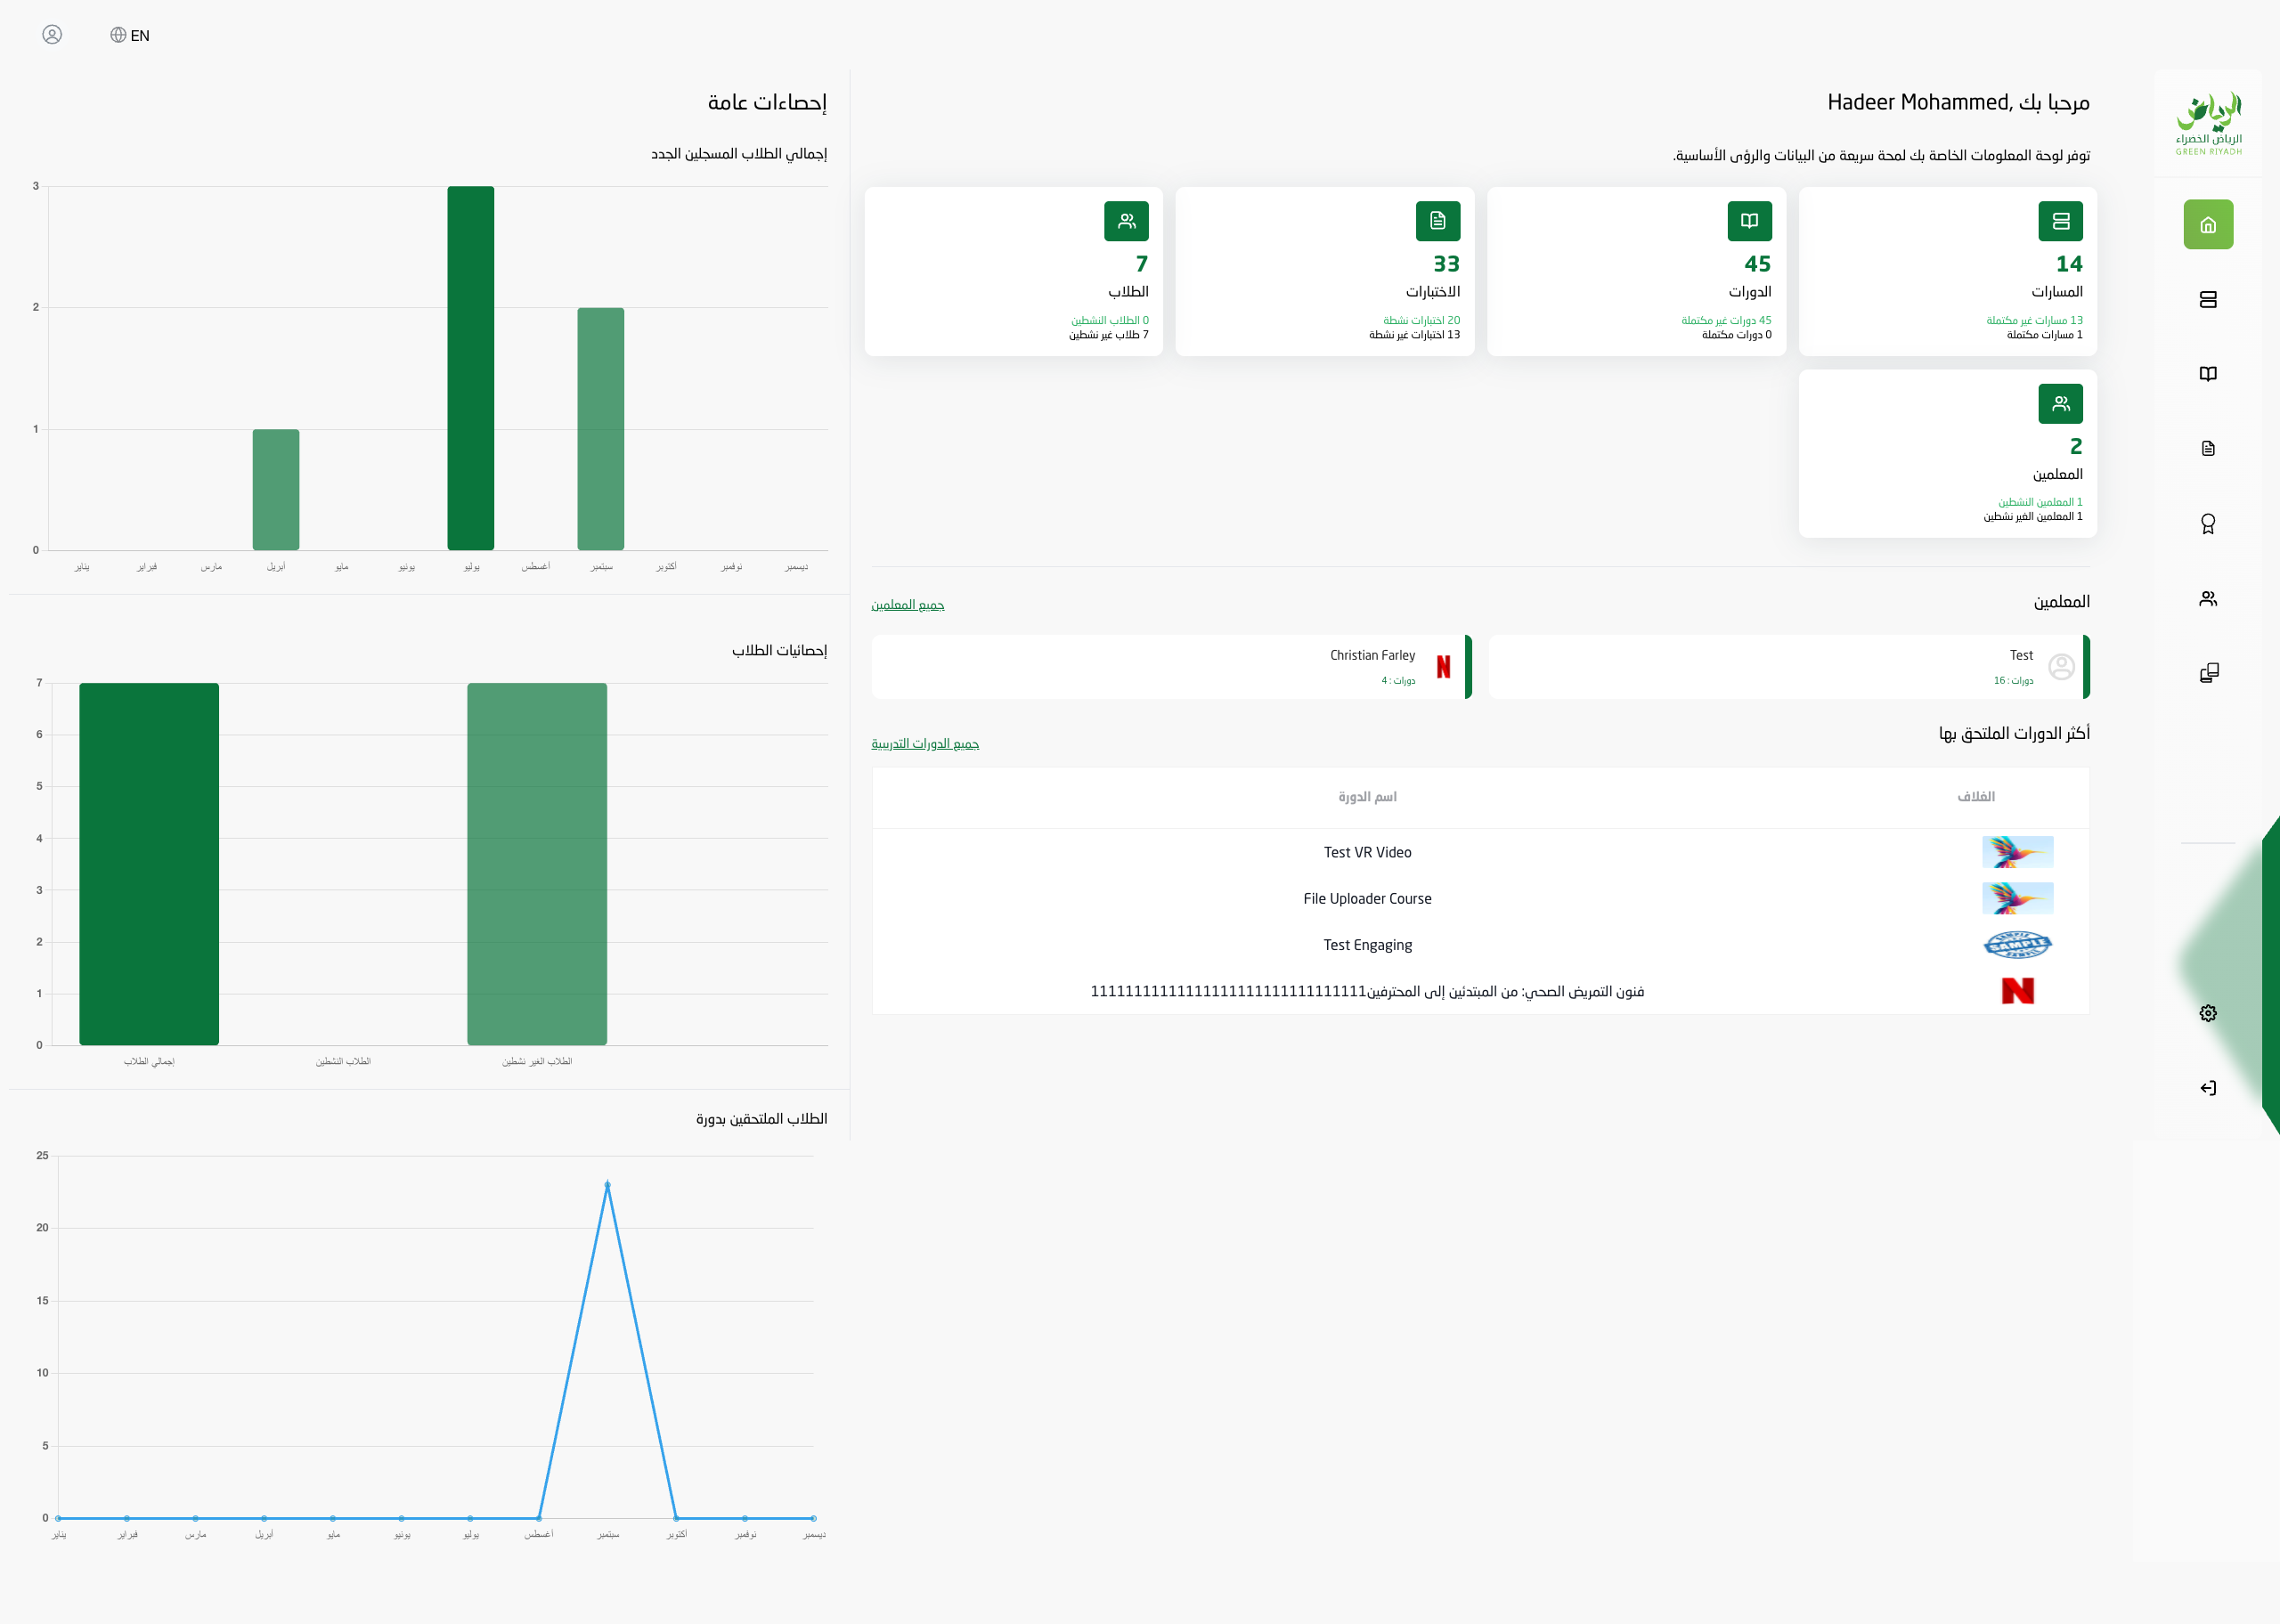 EN
الرياض
الرياض الخضراء
GREEN RIYADH
مرحبا بك ,Hadeer Mohammed
توفر لوحة المعلومات الخاصة بك لمحة سريعة من البيانات والرؤى الأساسية.
14
المسارات
13 مسارات غير مكتملة
1 مسارات مكتملة
45
الدورات
45 دورات غير مكتملة
0 دورات مكتملة
33
الاختبارات
20 اختبارات نشطة
13 اختبارات غير نشطة
7
الطلاب
0 الطلاب النشطين
7 طلاب غير نشطين
2
المعلمين
1 المعلمين النشطين
1 المعلمين الغير نشطين
المعلمين
جميع المعلمين
Test
دورات : 16
Christian Farley
دورات : 4
أكثر الدورات الملتحق بها
جميع الدورات التدريبية
الغلاف اسم الدورة
Test VR Video
File Uploader Course
SAMPLE
Test Engaging
فنون التمريض الصحي: من المبتدئين إلى المحترفين11111111111111111111111111111111
إحصاءات عامة
إجمالي الطلاب المسجلين الجدد
3
2
1
0
يناير فبراير مارس أبريل مايو يونيو يوليو أغسطس سبتمبر أكتوبر نوفمبر ديسمبر
إحصائيات الطلاب
7
6
5
4
3
2
1
0
إجمالي الطلاب الطلاب النشطين الطلاب الغير نشطين
الطلاب الملتحقين بدورة
25
20
15
10
5
0
يناير فبراير مارس أبريل مايو يونيو يوليو أغسطس سبتمبر أكتوبر نوفمبر ديسمبر